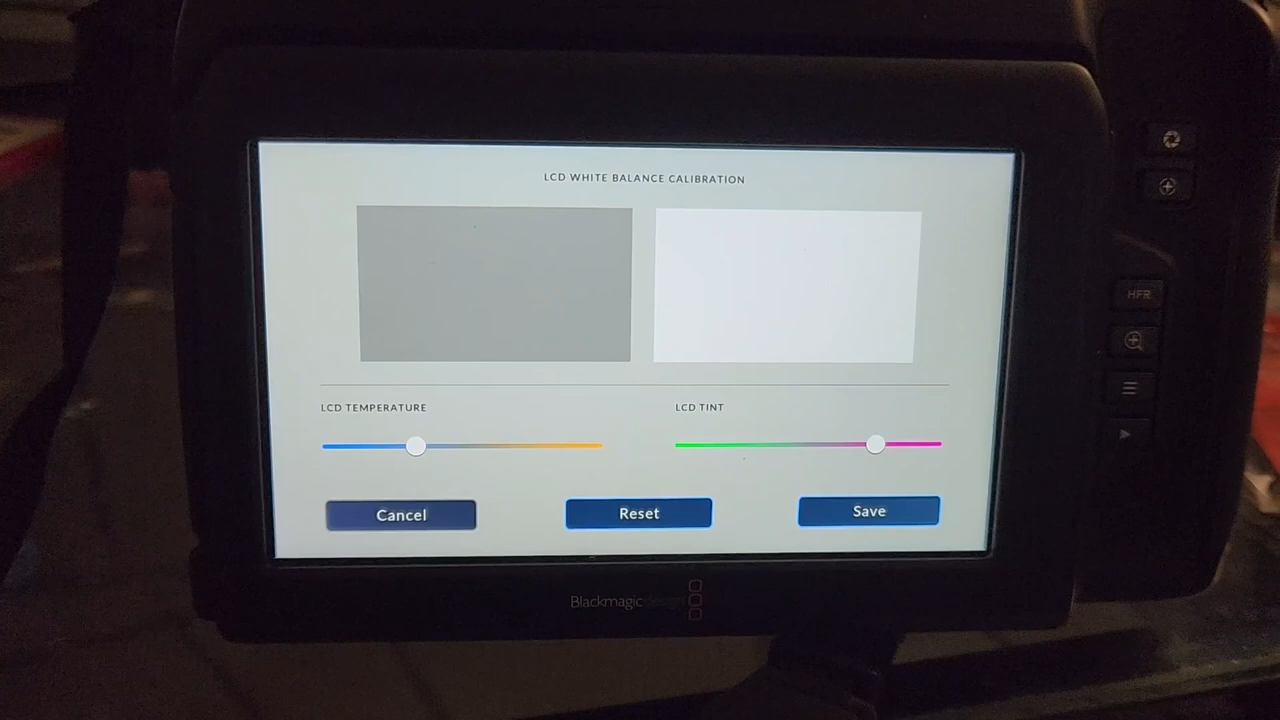 LCD WHITE BALANCE CALIBRATION
LCD TEMPERATURE
LCD TINT
Cancel
Reset
Save
Blackmagicdesign
HFR